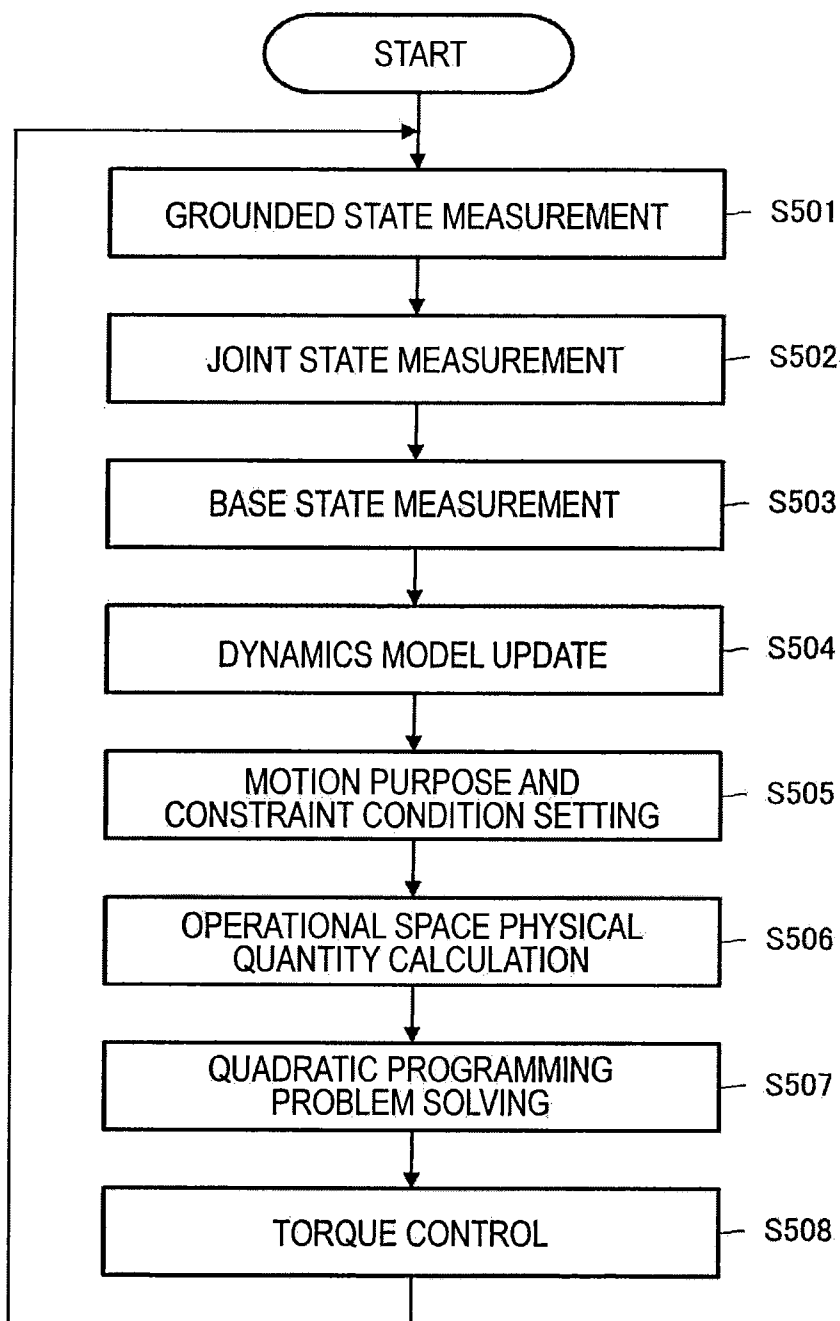 START
GROUNDED STATE MEASUREMENT
S501
JOINT STATE MEASUREMENT
S502
BASE STATE MEASUREMENT
S503
DYNAMICS MODEL UPDATE
S504
MOTION PURPOSE AND
CONSTRAINT CONDITION SETTING
S505
OPERATIONAL SPACE PHYSICAL
QUANTITY CALCULATION
S506
QUADRATIC PROGRAMMING
PROBLEM SOLVING
S507
TORQUE CONTROL
S508